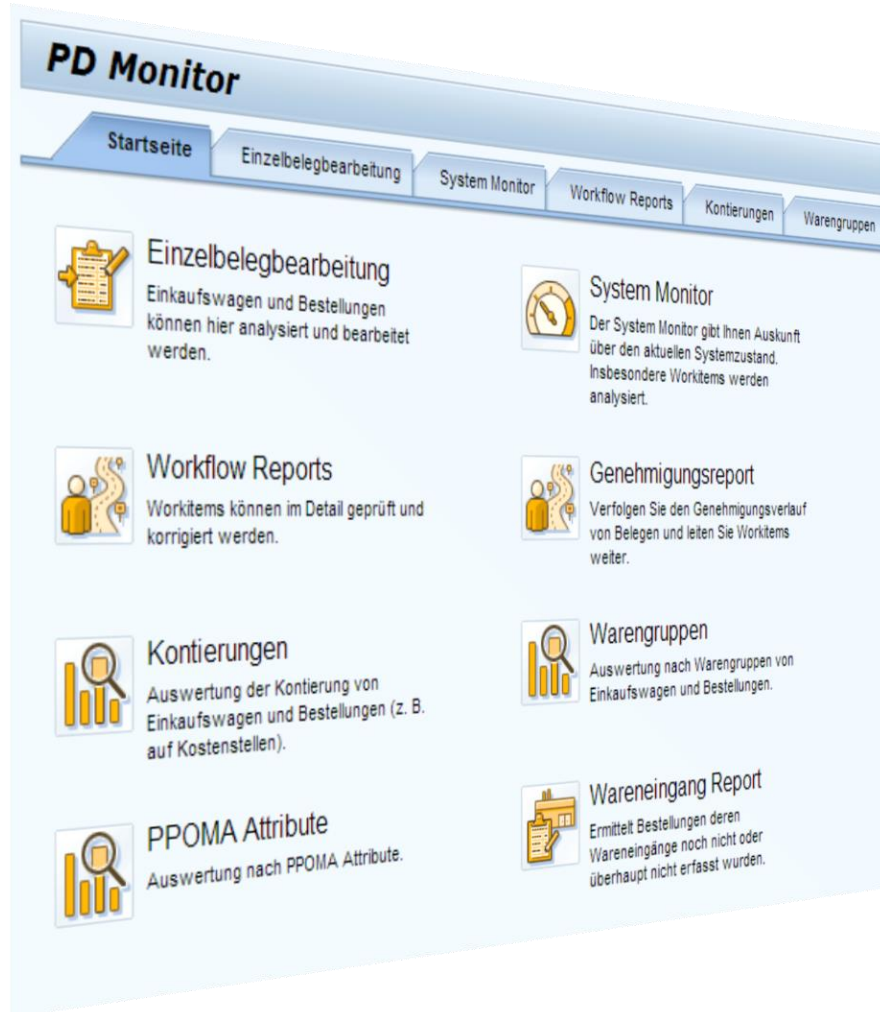 PD Monitor
Startseite
Einzelbelegbearbeitung
System Monitor
Workflow Reports
Kontierungen
Warengruppen
Einzelbelegbearbeitung
Einkaufswagen und Bestellungen
können hier analysiert und bearbeitet
werden.
System Monitor
Der System Monitor gibt Ihnen Auskunft
über den aktuellen Systemzustand.
Insbesondere Workitems werden
analysiert.
Workflow Reports
Workitems können im Detail geprüft und
korrigiert werden.
Genehmigungsreport
Verfolgen Sie den Genehmigungsverlauf
von Belegen und leiten Sie Workitems
weiter.
Kontierungen
Auswertung der Kontierung von
Einkaufswagen und Bestellungen (z. B.
auf Kostenstellen).
Warengruppen
Auswertung nach Warengruppen von
Einkaufswagen und Bestellungen.
PPOMA Attribute
Auswertung nach PPOMA Attribute.
Wareneingang Report
Ermittelt Bestellungen deren
Wareneingänge noch nicht oder
überhaupt nicht erfasst wurden.